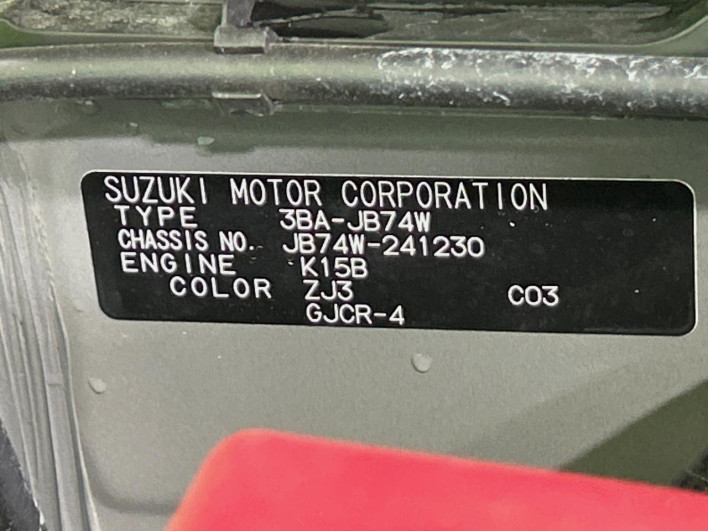 SUZUKI MOTOR CORPORATION
TYPE 3BA-JB74W
CHASSIS NO. JB74W-241230
ENGINE K15B
COLOR ZJ3 C03
GJCR-4